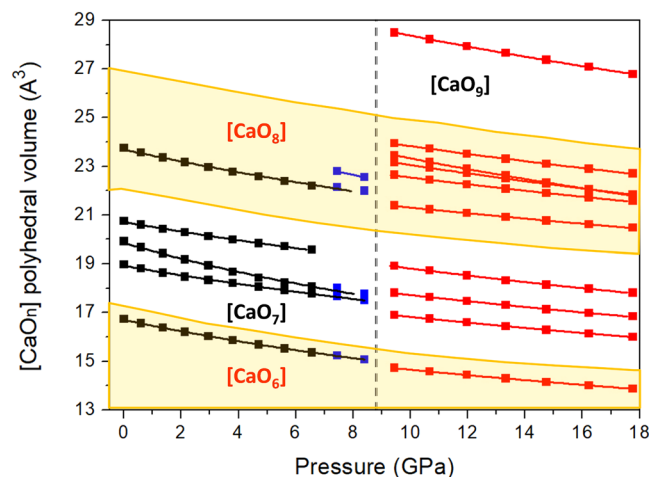 [CaOn] polyhedral volume (A³)
29
27
25
23
21
19
17
15
13
[CaO₉]
[CaO₈]
[CaO₇]
[CaO₆]
0 2 4 6 8 10 12 14 16 18
Pressure (GPa)